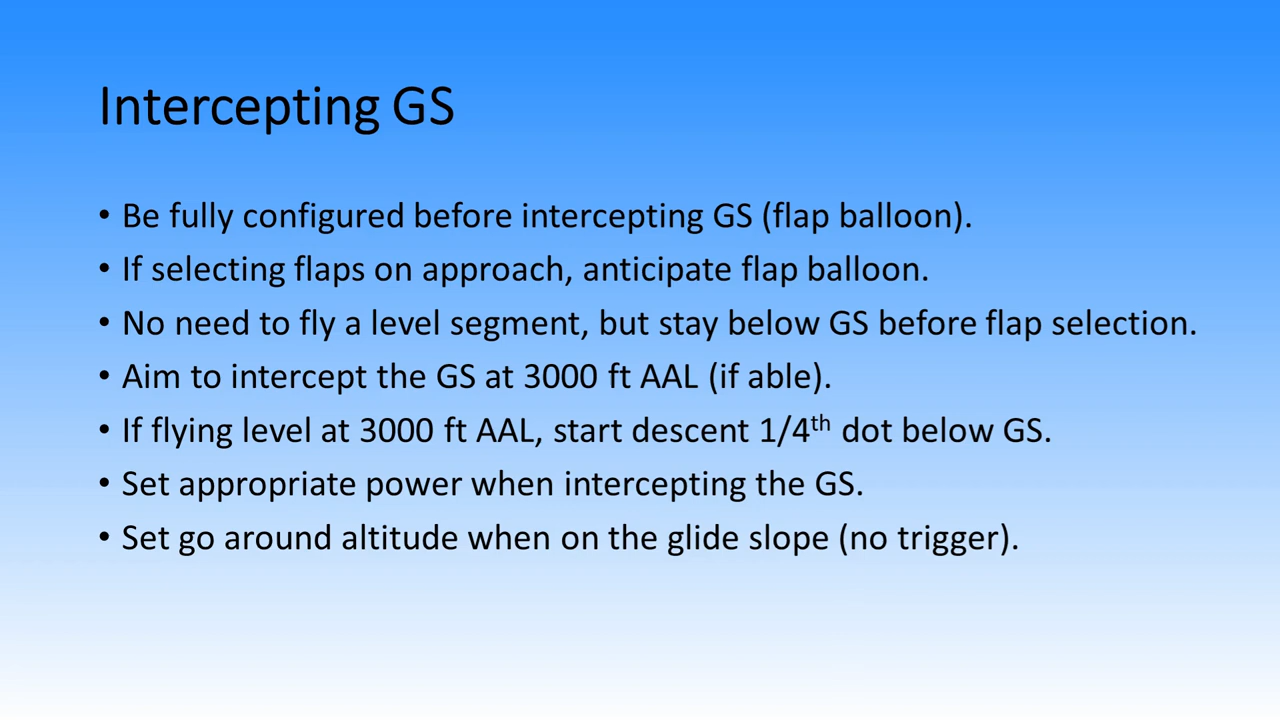 Intercepting GS
• Be fully configured before intercepting GS (flap balloon).
• If selecting flaps on approach, anticipate flap balloon.
• No need to fly a level segment, but stay below GS before flap selection.
• Aim to intercept the GS at 3000 ft AAL (if able).
• If flying level at 3000 ft AAL, start descent 1/4th dot below GS.
• Set appropriate power when intercepting the GS.
• Set go around altitude when on the glide slope (no trigger).